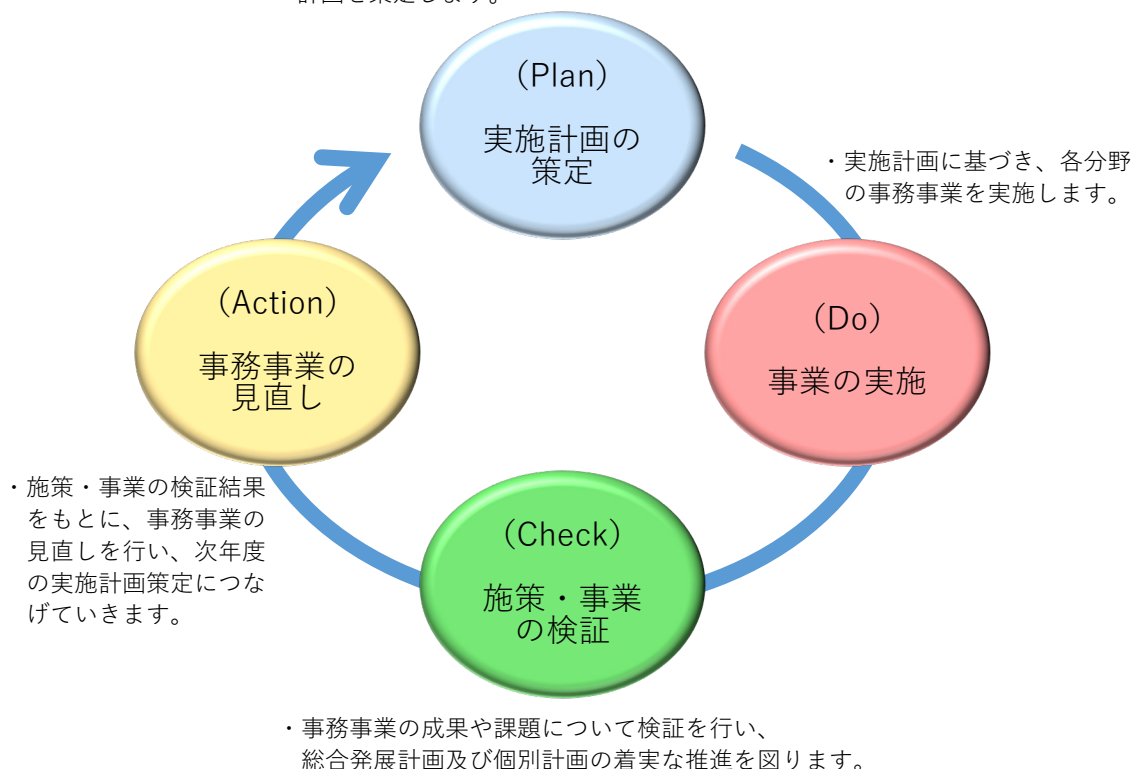 （Plan）
実施計画の
策定
・実施計画に基づき、各分野
の事務事業を実施します。
（Do）
事業の実施
（Check）
施策・事業
の検証
・事務事業の成果や課題について検証を行い、
総合発展計画及び個別計画の着実な推進を図ります。
（Action）
事務事業の
見直し
・施策・事業の検証結果
をもとに、事務事業の
見直しを行い、次年度
の実施計画策定につな
げていきます。